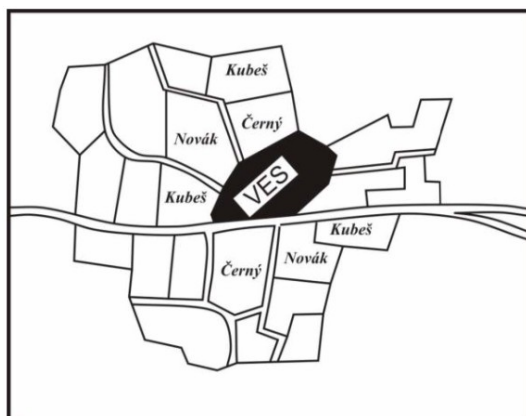 Kubeš
Černý
Novák
Kubeš
VES
Kubeš
Černý
Novák